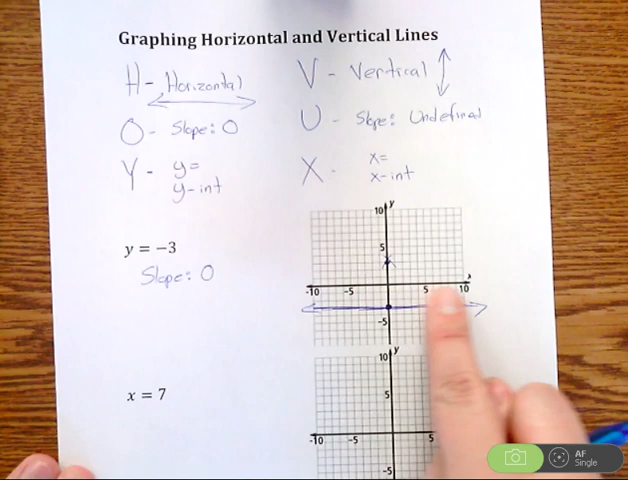 Graphing Horizontal and Vertical Lines
H - Horizontal
V - Vertical
O - Slope: 0
U - Slope: Undefined
Y - y=
y-int
X - x=
x-int
y = −3
Slope: 0
10 y
5
-10 -5 5 10
-5
x = 7
10 y
5
-10 -5 5
-5
AF
Single